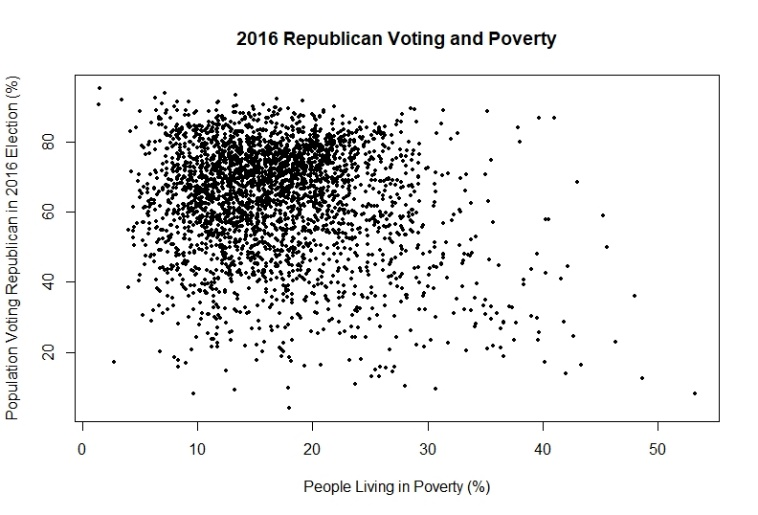 2016 Republican Voting and Poverty
Population Voting Republican in 2016 Election (%)
80
60
40
20
0 10 20 30 40 50
People Living in Poverty (%)